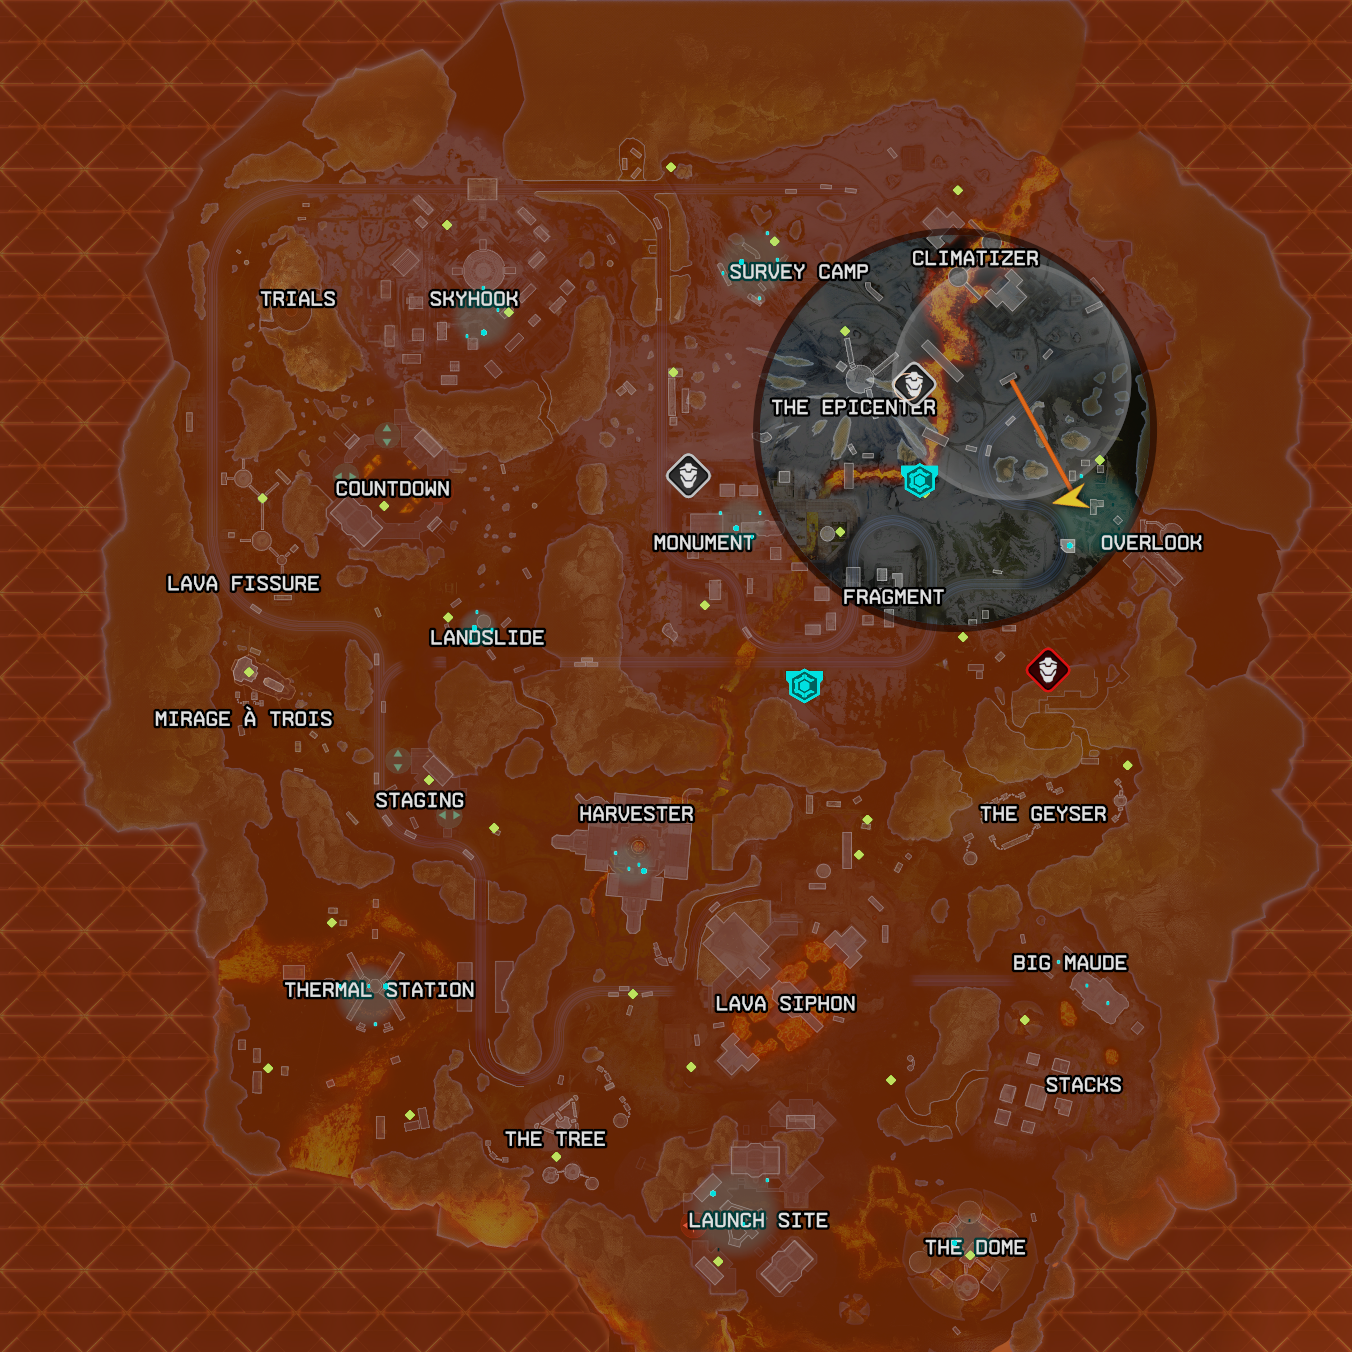 CLIMATIZER
SURVEY CAMP
TRIALS
SKYHOOK
THE EPICENTER
COUNTDOWN
MONUMENT
OVERLOOK
LAVA FISSURE
FRAGMENT
LANDSLIDE
MIRAGE À TROIS
STAGING
HARVESTER
THE GEYSER
BIG MAUDE
THERMAL STATION
LAVA SIPHON
STACKS
THE TREE
LAUNCH SITE
THE DOME